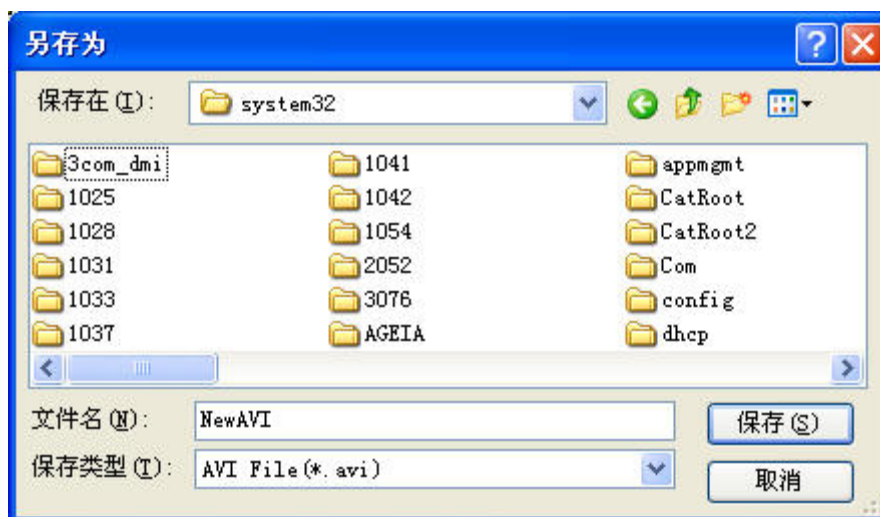 另存为
保存在(I): system32
3com_dmi 1041 appmgmt
1025 1042 CatRoot
1028 1054 CatRoot2
1031 2052 Com
1033 3076 config
1037 AGEIA dhcp
文件名(N): NewAVI 保存(S)
保存类型(T): AVI File(*.avi) 取消